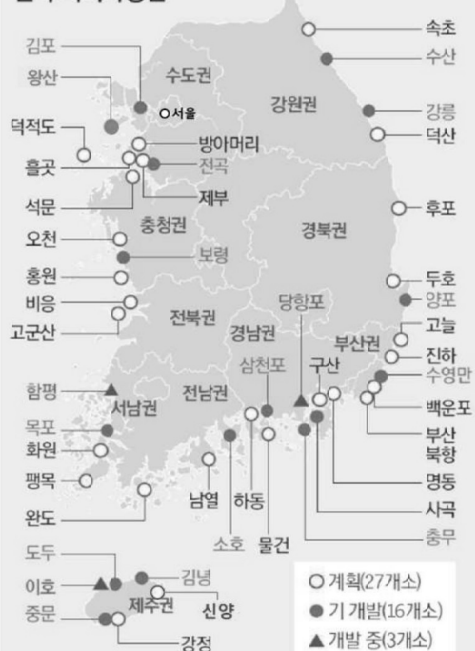 김포
왕산
덕적도
흘곶
석문
오천
홍원
비응
고군산
함평
목포
화원
팽목
완도
도두
이호
중문
수도권
서울
방아머리
전곡
제부
충청권
보령
강원권
경북권
전북권
경남권
당항포
부산권
삼천포
구산
전남권
서남권
속초
수산
강릉
덕산
후포
두호
양포
고늘
진하
수영만
백운포
부산
북항
명동
사곡
충무
남열
하동
소호
물건
김녕
제주권
신양
강정
계획(27개소)
기 개발(16개소)
개발 중(3개소)